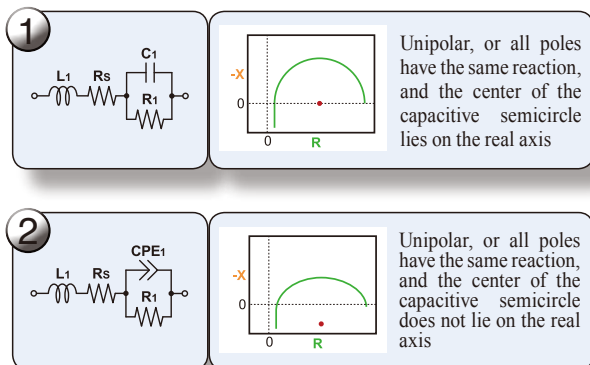 1
L1 Rs C1
R1
-X
0
0
R
Unipolar, or all poles
have the same reaction,
and the center of the
capacitive semicircle
lies on the real axis
2
L1 Rs CPE1
R1
-X
0
0
R
Unipolar, or all poles
have the same reaction,
and the center of the
capacitive semicircle
does not lie on the real
axis